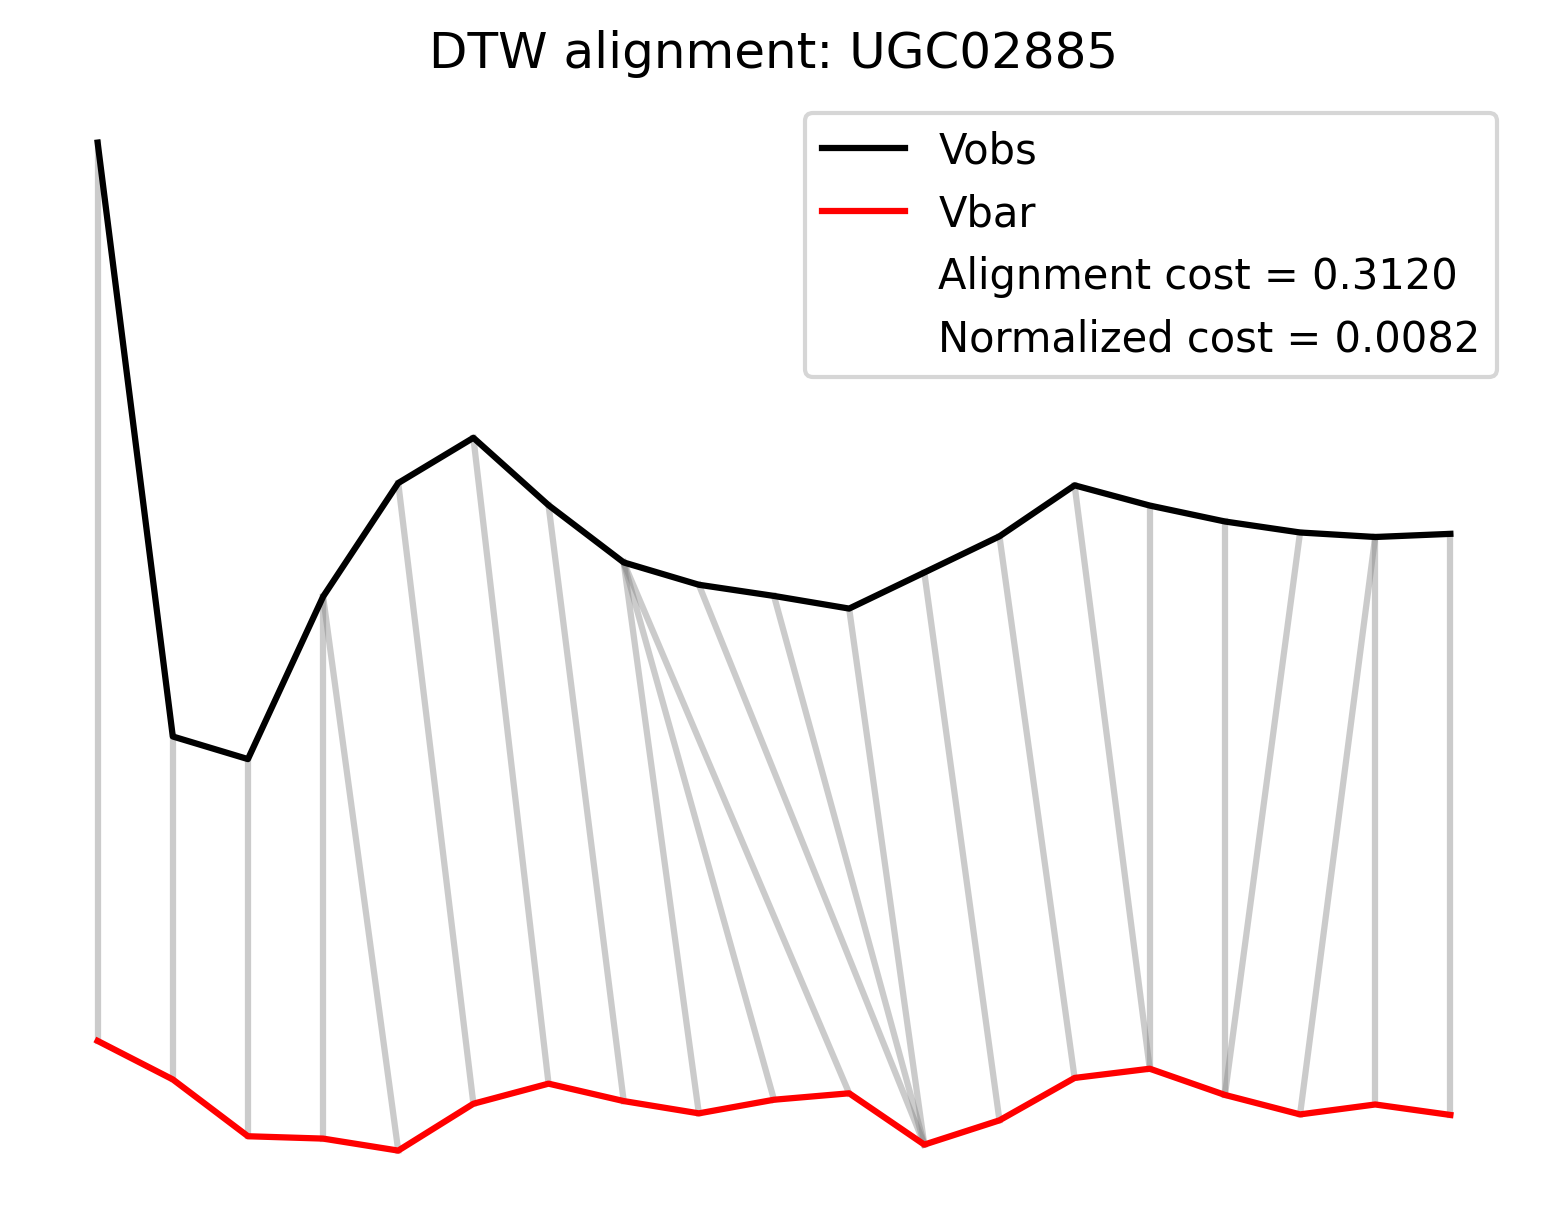 DTW alignment: UGC02885
Vobs
Vbar
Alignment cost = 0.3120
Normalized cost = 0.0082